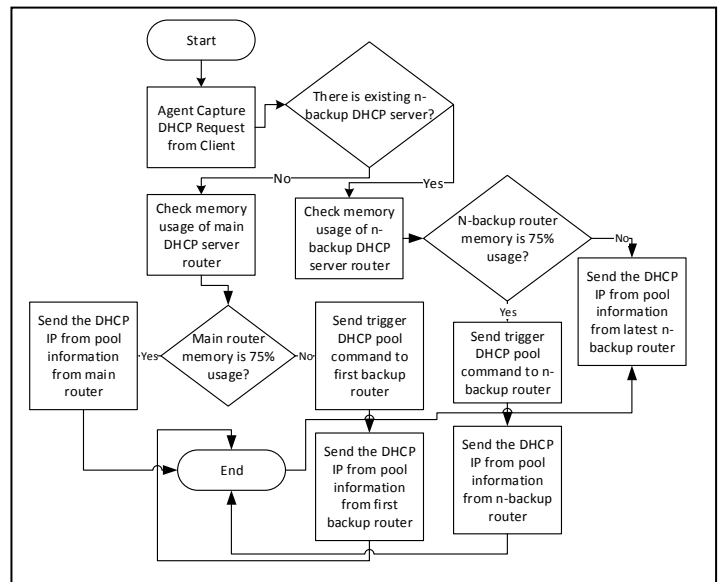 Start
Agent Capture
DHCP Request
from Client
There is existing n-
backup DHCP server?
No
Yes
Check memory
usage of main
DHCP server
router
Check memory
usage of n-
backup DHCP
server router
N-backup router
memory is 75%
usage?
No
Yes
Send the DHCP
IP from pool
information
from latest n-
backup router
Send the DHCP
IP from pool
information
from main
router
Yes
Main router
memory is 75%
usage?
No
Send trigger
DHCP pool
command to
first backup
router
Send trigger
DHCP pool
command to n-
backup router
End
Send the DHCP
IP from pool
information
from first
backup router
Send the DHCP
IP from pool
information
from n-backup
router